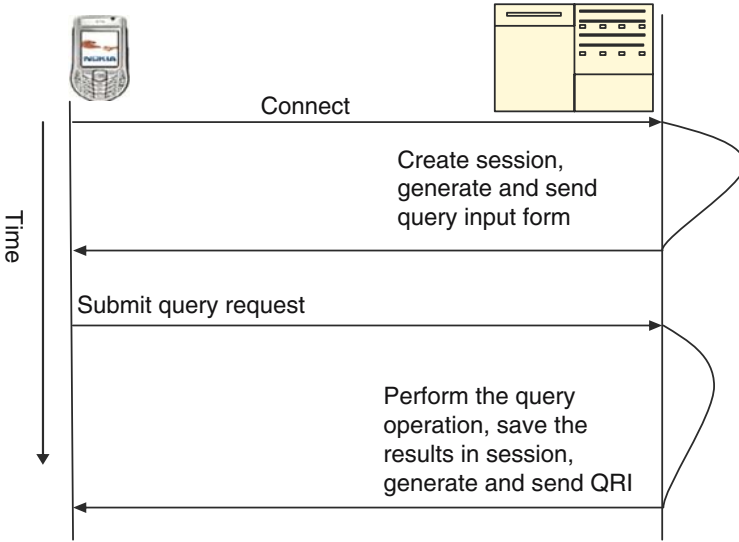 NOKIA
Connect
Create session,
generate and send
query input form
Time
Submit query request
Perform the query
operation, save the
results in session,
generate and send QRI